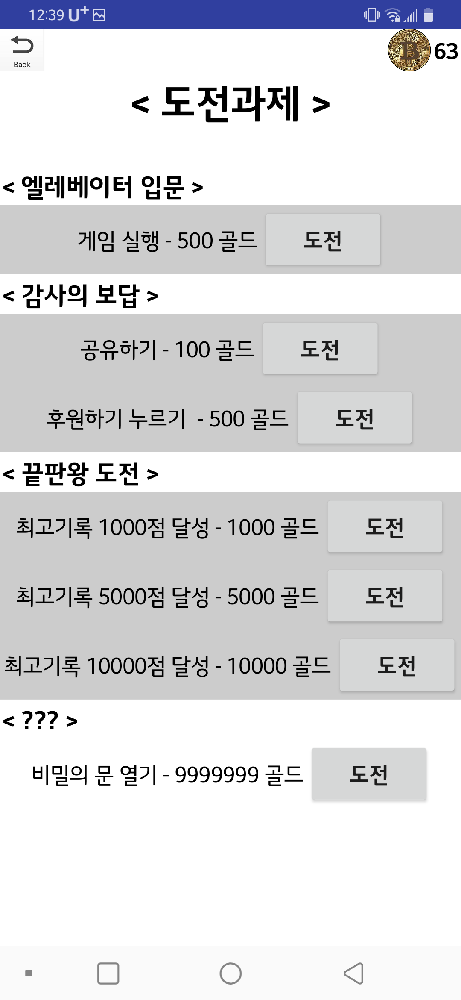 12:39 U+
Back
63
< 도전과제 >
< 엘레베이터 입문 >
게임 실행 - 500 골드 도전
< 감사의 보답 >
공유하기 - 100 골드 도전
후원하기 누르기 - 500 골드 도전
< 끝판왕 도전 >
최고기록 1000점 달성 - 1000 골드 도전
최고기록 5000점 달성 - 5000 골드 도전
최고기록 10000점 달성 - 10000 골드 도전
< ??? >
비밀의 문 열기 - 9999999 골드 도전